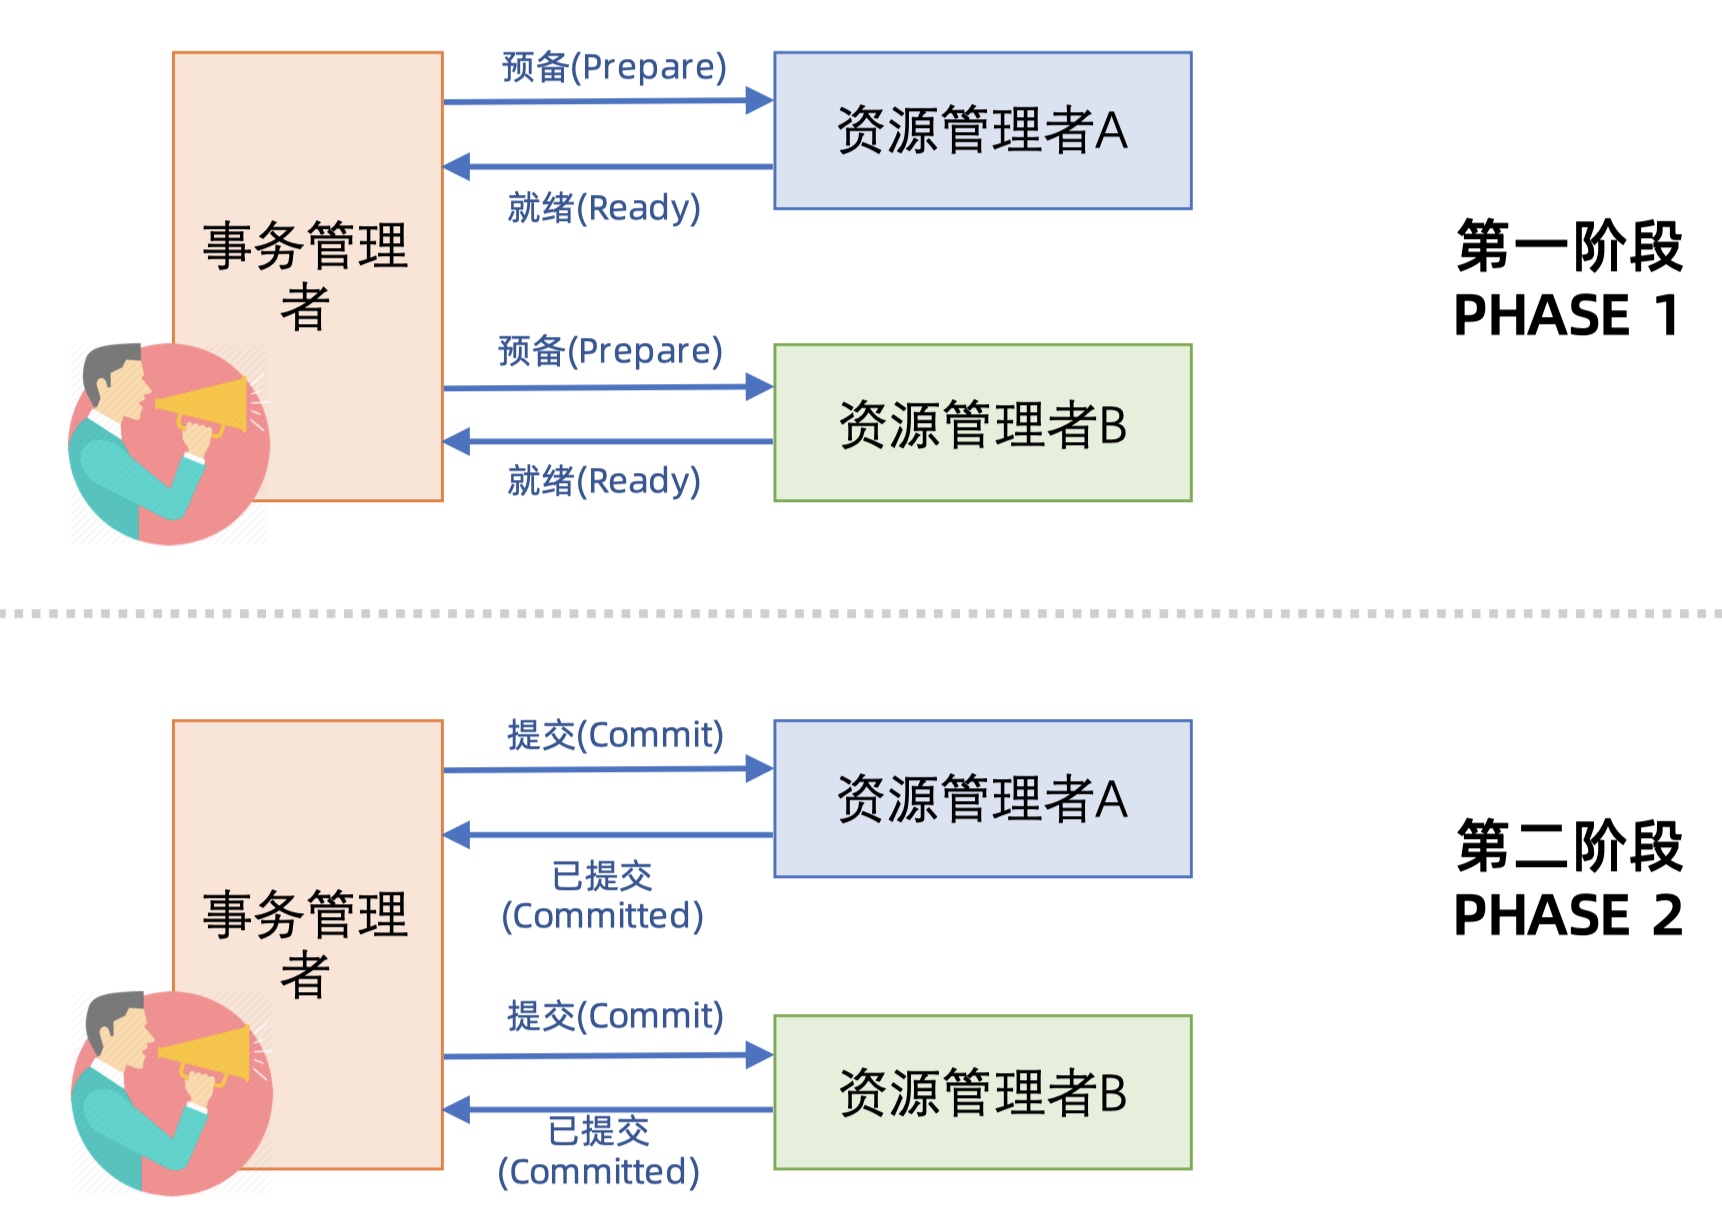 预备(Prepare)
资源管理者A
就绪(Ready)
事务管理
者
第一阶段
PHASE 1
预备(Prepare)
资源管理者B
就绪(Ready)
提交(Commit)
资源管理者A
已提交
(Committed)
事务管理
者
第二阶段
PHASE 2
提交(Commit)
资源管理者B
已提交
(Committed)